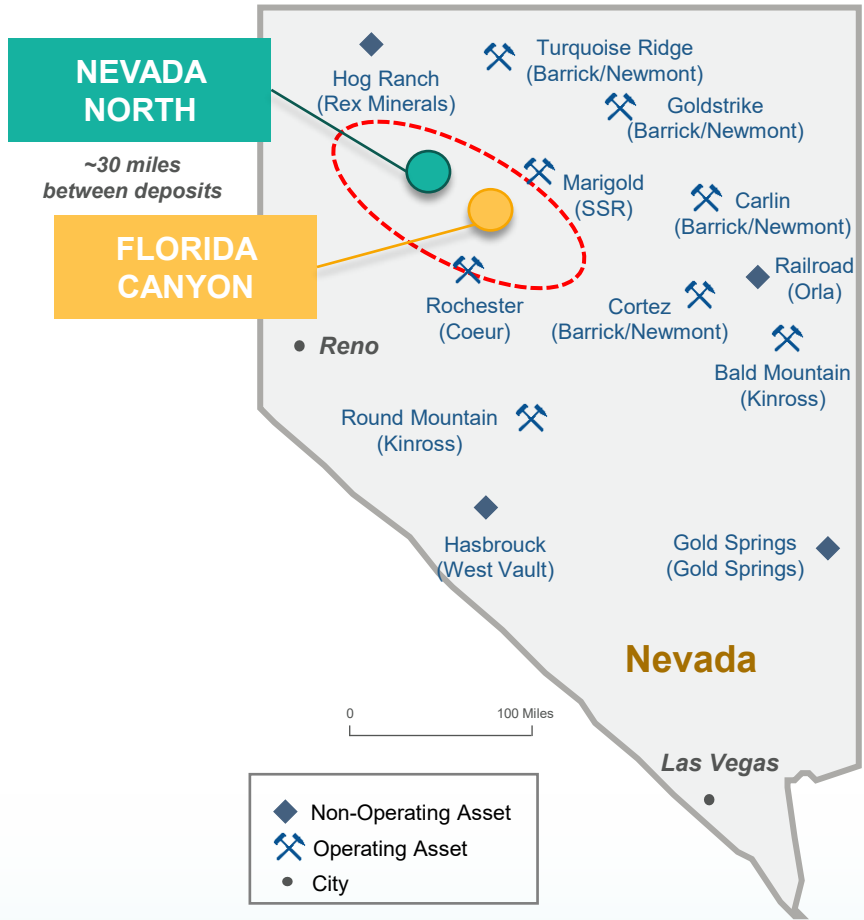 NEVADA
NORTH
~30 miles
between deposits
FLORIDA
CANYON
Hog Ranch
(Rex Minerals)
Turquoise Ridge
(Barrick/Newmont)
Goldstrike
(Barrick/Newmont)
Marigold
(SSR)
Carlin
(Barrick/Newmont)
Railroad
(Orla)
Rochester
(Coeur)
Cortez
(Barrick/Newmont)
Reno
Bald Mountain
(Kinross)
Round Mountain
(Kinross)
Hasbrouck
(West Vault)
Gold Springs
(Gold Springs)
Nevada
0 100 Miles
Las Vegas
Non-Operating Asset
Operating Asset
City